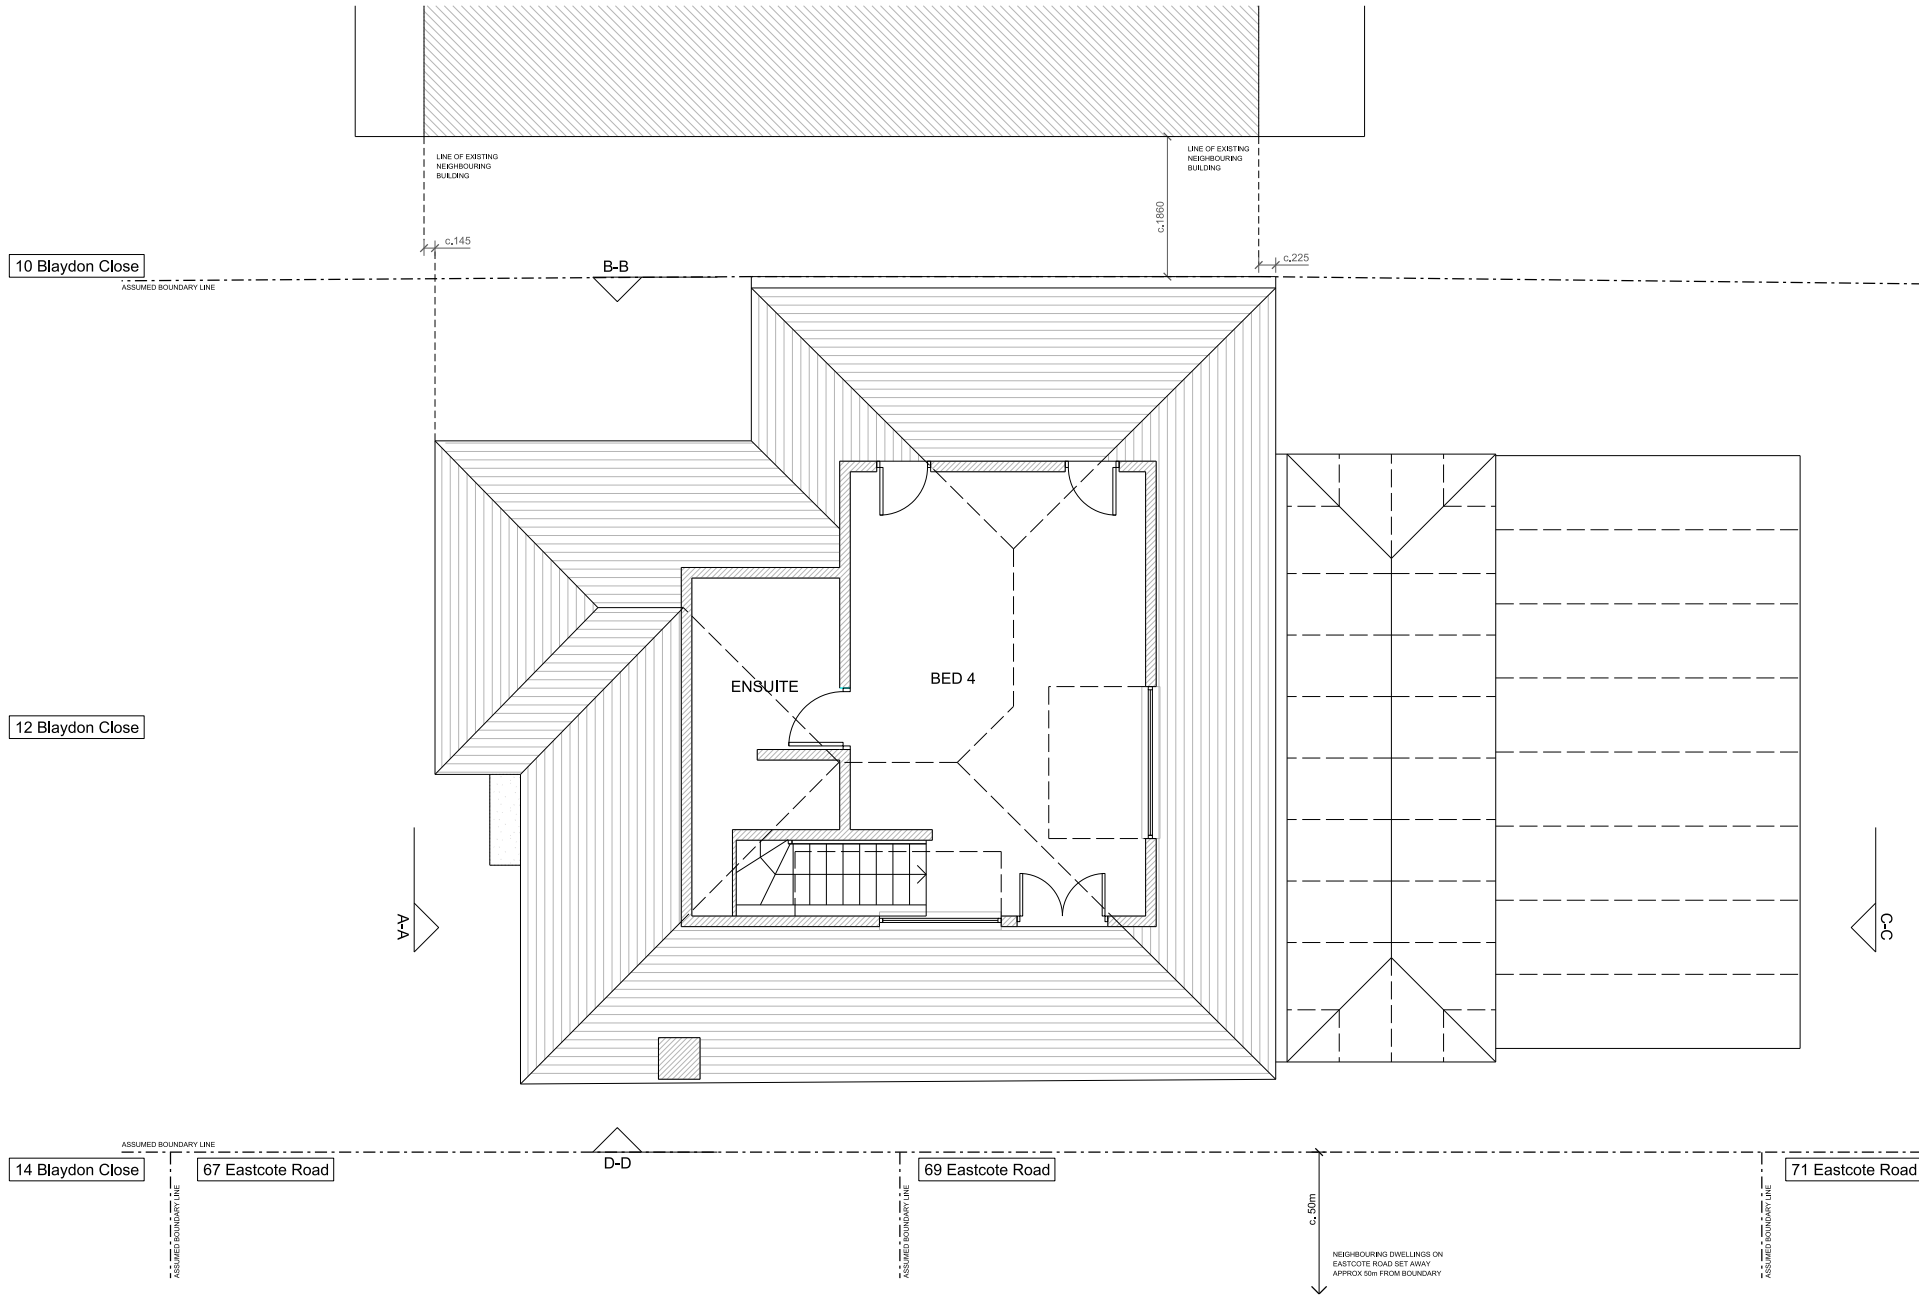 LINE OF EXISTING
NEIGHBOURING
BUILDING
LINE OF EXISTING
NEIGHBOURING
BUILDING
c.1860
c.145
c.225
10 Blaydon Close
ASSUMED BOUNDARY LINE
B-B
ENSUITE
BED 4
12 Blaydon Close
A-A
C-C
ASSUMED BOUNDARY LINE
14 Blaydon Close
67 Eastcote Road
D-D
69 Eastcote Road
71 Eastcote Road
ASSUMED BOUNDARY LINE
ASSUMED BOUNDARY LINE
c. 50m
ASSUMED BOUNDARY LINE
NEIGHBOURING DWELLINGS ON
EASTCOTE ROAD SET AWAY
APPROX 50m FROM BOUNDARY